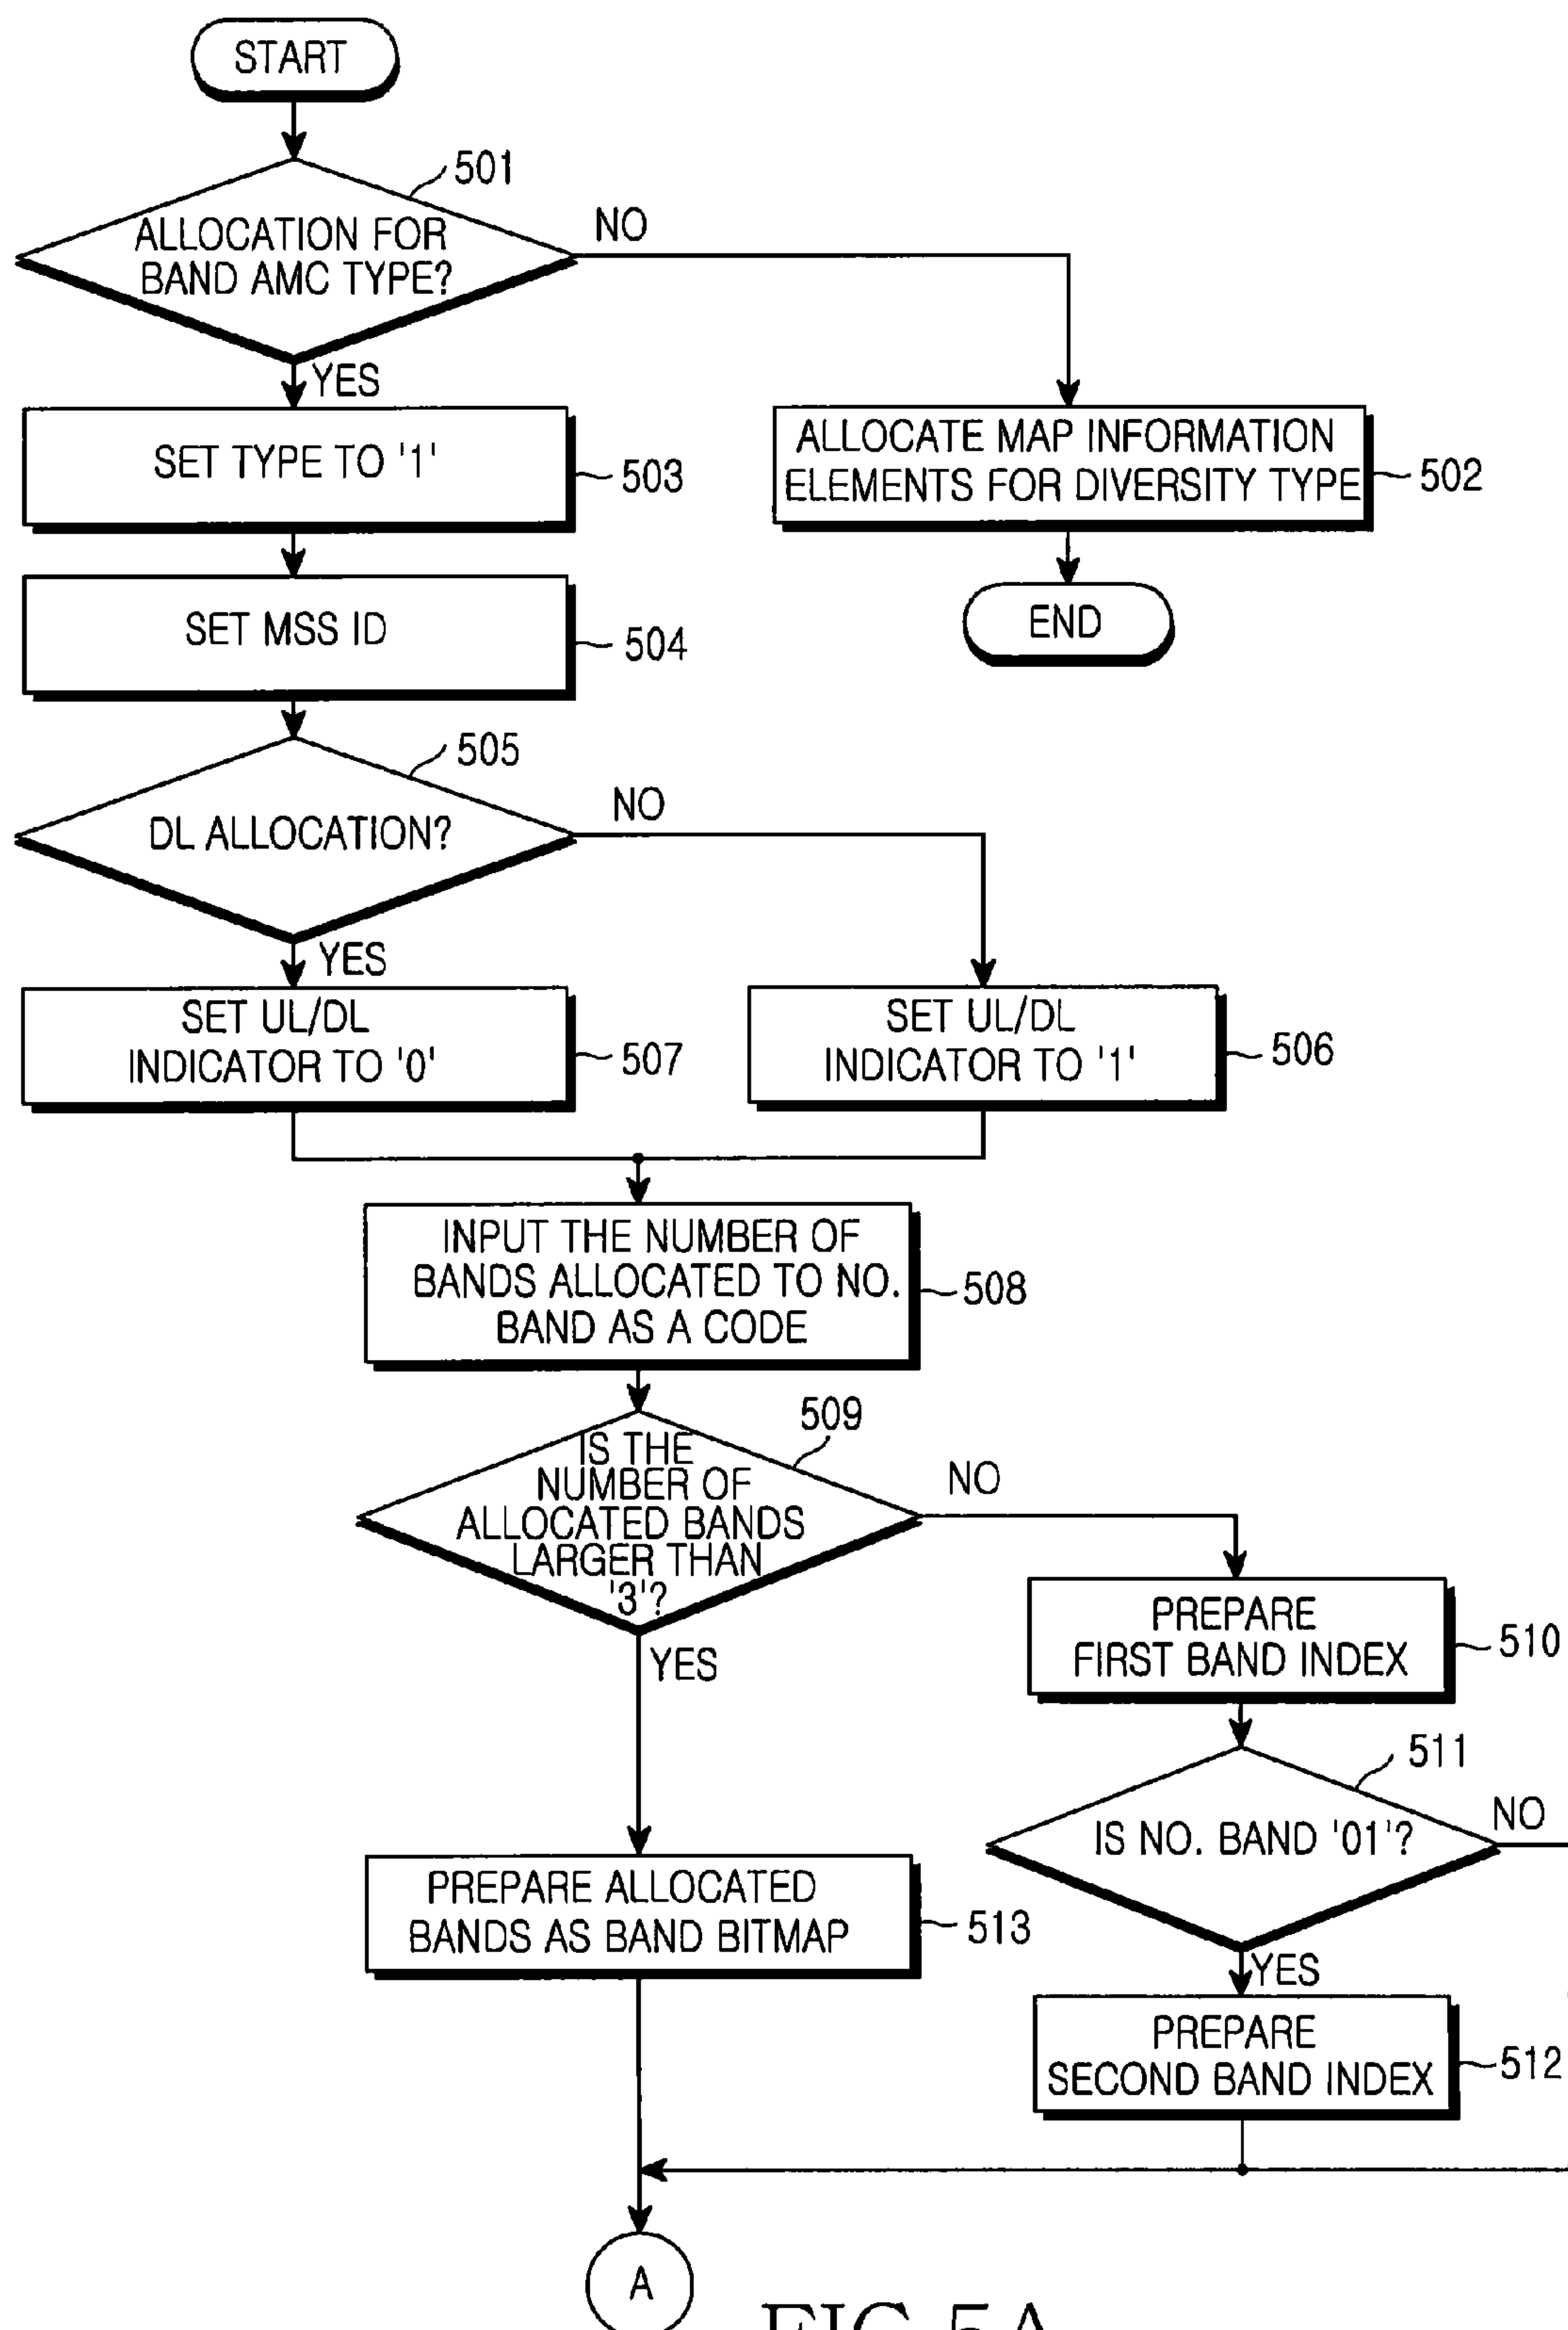 START
501
ALLOCATION FOR
BAND AMC TYPE?
NO
YES
SET TYPE TO '1'
503
ALLOCATE MAP INFORMATION
ELEMENTS FOR DIVERSITY TYPE
502
SET MSS ID
504
END
505
DL ALLOCATION?
NO
YES
SET UL/DL
INDICATOR TO '0'
507
SET UL/DL
INDICATOR TO '1'
506
INPUT THE NUMBER OF
BANDS ALLOCATED TO NO.
BAND AS A CODE
508
509
IS THE
NUMBER OF
ALLOCATED BANDS
LARGER THAN
'3'?
NO
YES
PREPARE
FIRST BAND INDEX
510
511
IS NO. BAND '01'?
NO
YES
PREPARE ALLOCATED
BANDS AS BAND BITMAP
513
PREPARE
SECOND BAND INDEX
512
A
FIG.5A